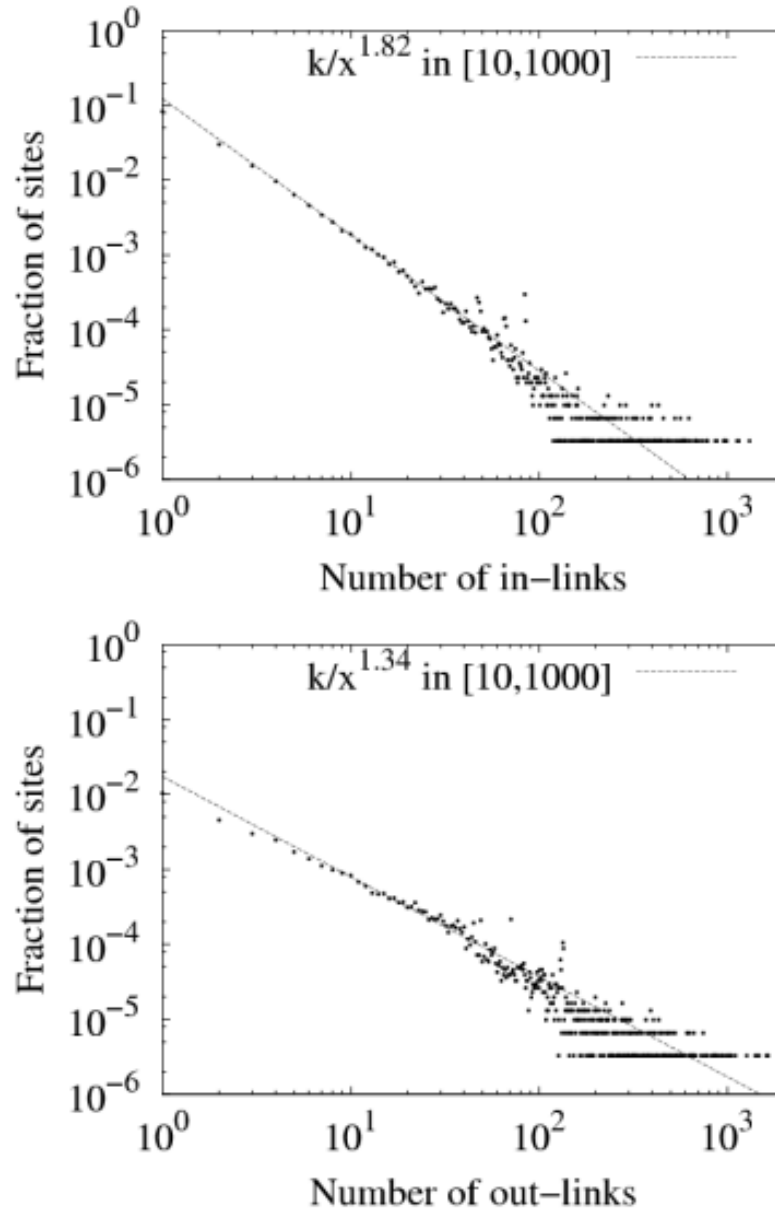 k/x^1.82 in [10,1000]
10^0
10^-1
10^-2
10^-3
10^-4
10^-5
10^-6
Fraction of sites
10^0 10^1 10^2 10^3
Number of in-links
k/x^1.34 in [10,1000]
10^0
10^-1
10^-2
10^-3
10^-4
10^-5
10^-6
Fraction of sites
10^0 10^1 10^2 10^3
Number of out-links